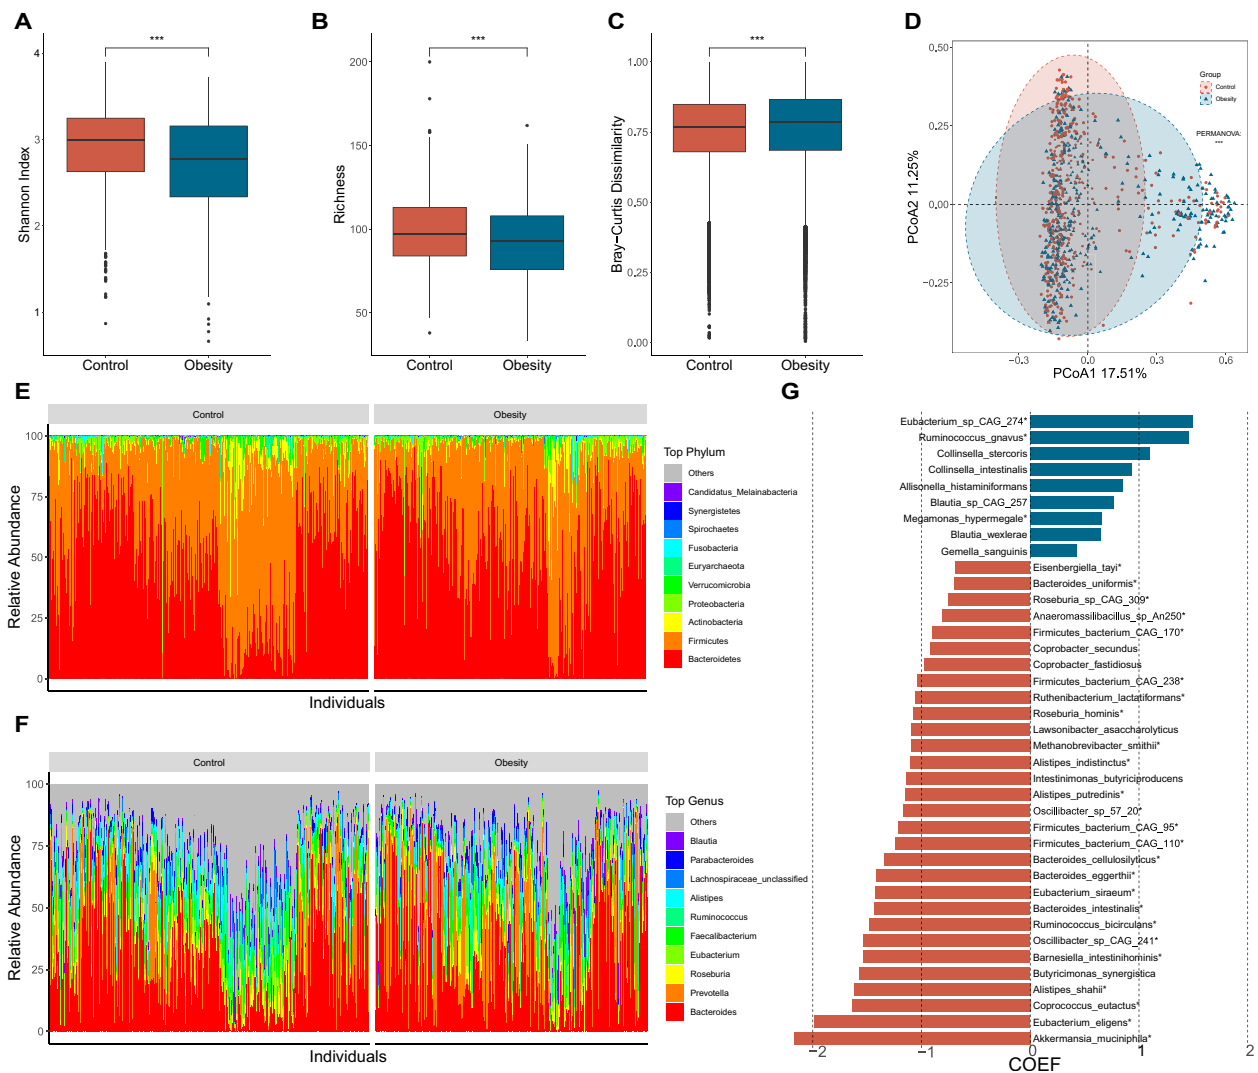 A
B
C
D
***
***
***
Shannon Index
4
3
2
1
Control
Obesity
Richness
200
150
100
50
Control
Obesity
Bray−Curtis Dissimilarity
1.00
0.75
0.50
0.25
0.00
Control
Obesity
PCoA2 11.25%
0.50
0.25
0.00
−0.25
−0.3
0.0
0.3
0.6
PCoA1 17.51%
Group
Control
Obesity
PERMANOVA:
***
E
Control
Obesity
Relative Abundance
100
75
50
25
0
Individuals
Top Phylum
Others
Candidatus_Melainabacteria
Synergistetes
Spirochaetes
Fusobacteria
Euryarchaeota
Verrucomicrobia
Proteobacteria
Actinobacteria
Firmicutes
Bacteroidetes
F
Control
Obesity
Relative Abundance
100
75
50
25
0
Individuals
Top Genus
Others
Blautia
Parabacteroides
Lachnospiraceae_unclassified
Alistipes
Ruminococcus
Faecalibacterium
Eubacterium
Roseburia
Prevotella
Bacteroides
G
Eubacterium_sp_CAG_274*
Ruminococcus_gnavus*
Collinsella_stercoris
Collinsella_intestinalis
Allisonella_histaminiformans
Blautia_sp_CAG_257
Megamonas_hypermegale*
Blautia_wexlerae
Gemella_sanguinis
Eisenbergiella_tayi*
Bacteroides_uniformis*
Roseburia_sp_CAG_309*
Anaeromassilibacillus_sp_An250*
Firmicutes_bacterium_CAG_170*
Coprobacter_secundus
Coprobacter_fastidiosus
Firmicutes_bacterium_CAG_238*
Ruthenibacterium_lactatiformans*
Roseburia_hominis*
Lawsonibacter_asaccharolyticus
Methanobrevibacter_smithii*
Alistipes_indistinctus*
Intestinimonas_butyriciproducens
Alistipes_putredinis*
Oscillibacter_sp_57_20*
Firmicutes_bacterium_CAG_95*
Firmicutes_bacterium_CAG_110*
Bacteroides_cellulosilyticus*
Bacteroides_eggerthii*
Eubacterium_siraeum*
Bacteroides_intestinalis*
Ruminococcus_bicirculans*
Oscillibacter_sp_CAG_241*
Barnesiella_intestinihominis*
Butyricimonas_synergistica
Alistipes_shahii*
Coprococcus_eutactus*
Eubacterium_eligens*
Akkermansia_muciniphila*
−2
−1
0
1
2
COEF